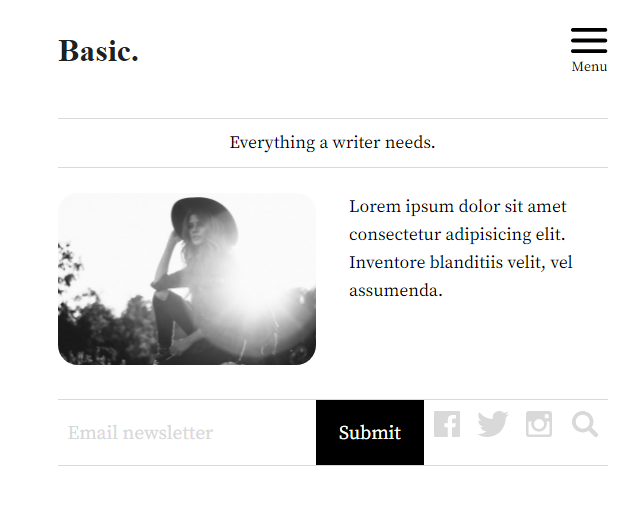 Basic.
Menu
Everything a writer needs.
Lorem ipsum dolor sit amet
consectetur adipisicing elit.
Inventore blanditiis velit, vel
assumenda.
Email newsletter
Submit